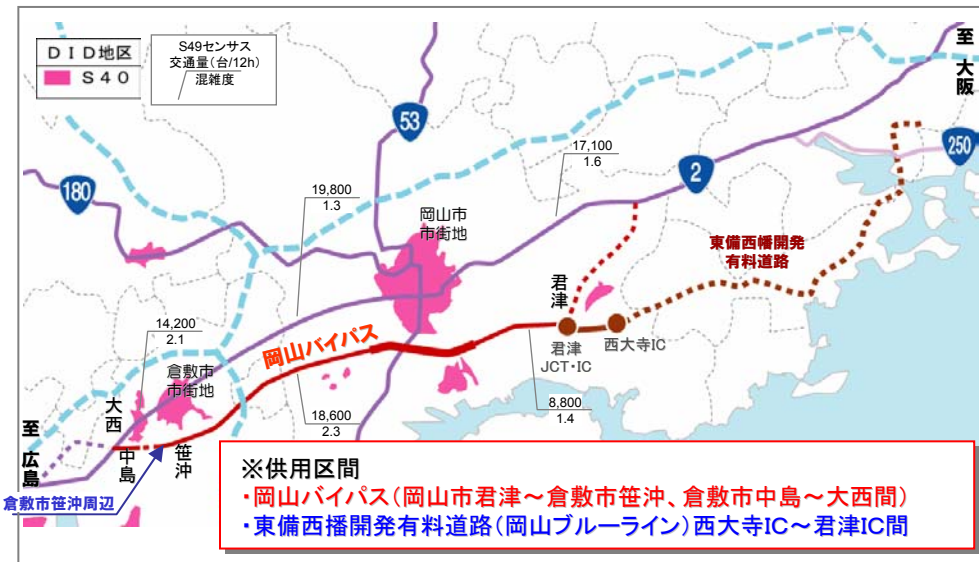 DID地区
S40
S49センサス
交通量(台/12h)
混雑度
至
大阪
53
250
17,100
1.6
2
180
19,800
1.3
岡山市
市街地
東備西幡開発
有料道路
君津
14,200
2.1
岡山バイパス
君津
JCT・IC
西大寺IC
倉敷市
市街地
大西
8,800
1.4
18,600
2.3
至
広島
中島
笹沖
倉敷市笹沖周辺
※供用区間
・岡山バイパス(岡山市君津～倉敷市笹沖、倉敷市中島～大西間)
・東備西播開発有料道路(岡山ブルーライン)西大寺IC～君津IC間